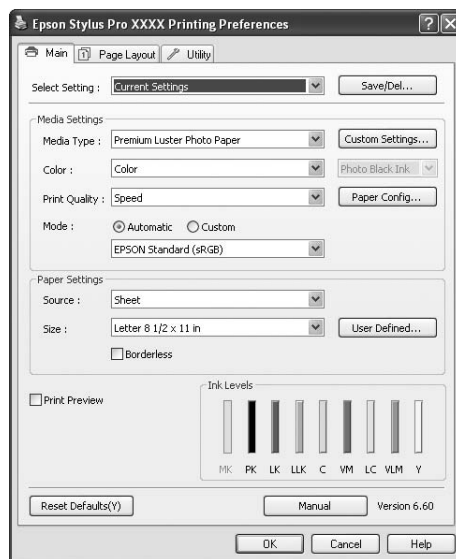 Epson Stylus Pro XXXX Printing Preferences
Main Page Layout Utility
Select Setting : Current Settings Save/Del...
Media Settings
Media Type : Premium Luster Photo Paper Custom Settings...
Color : Color Photo Black Ink
Print Quality : Speed Paper Config...
Mode : Automatic Custom
EPSON Standard (sRGB)
Paper Settings
Source : Sheet
Size : Letter 8 1/2 x 11 in User Defined...
Borderless
Print Preview
Ink Levels
MK PK LK LLK C VM LC VLM Y
Reset Defaults(Y) Manual Version 6.60
OK Cancel Help